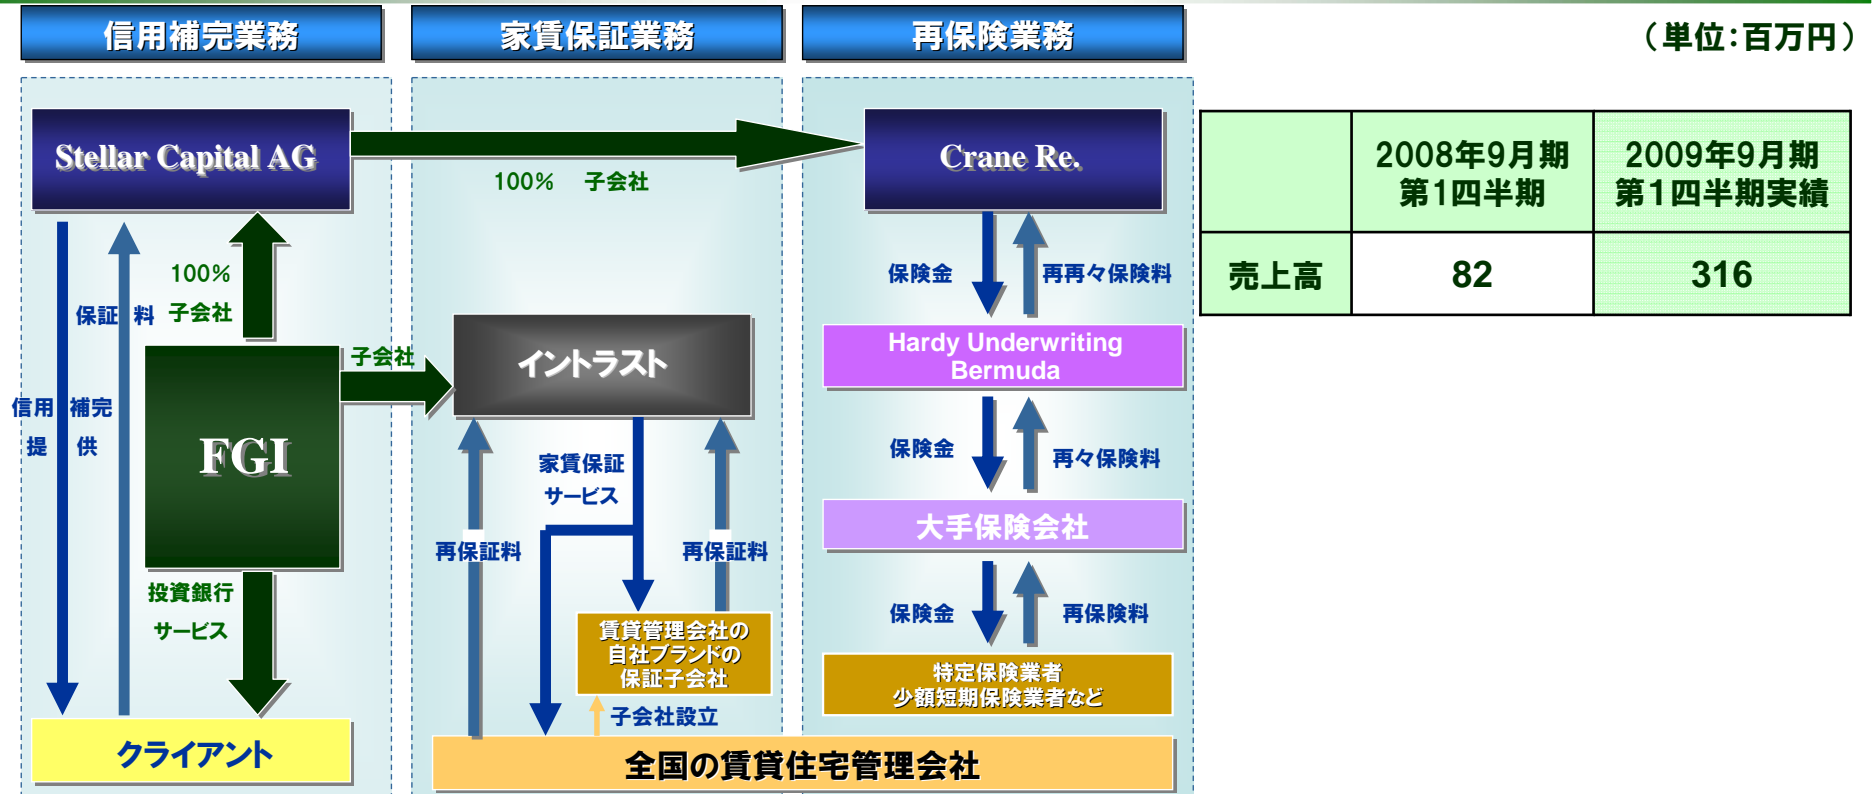 信用補完業務
家賃保証業務
再保険業務
（単位：百万円）
Stellar Capital AG
100%　子会社
Crane Re.
2008年9月期
第1四半期
2009年9月期
第1四半期実績
売上高
82
316
100%
子会社
保証料
信用補完
提供
FGI
子会社
投資銀行
サービス
クライアント
イントラスト
家賃保証
サービス
再保証料
再保証料
賃貸管理会社の
自社ブランドの
保証子会社
子会社設立
全国の賃貸住宅管理会社
保険金
再再々保険料
Hardy Underwriting
Bermuda
保険金
再々保険料
大手保険会社
保険金
再保険料
特定保険業者
少額短期保険業者など